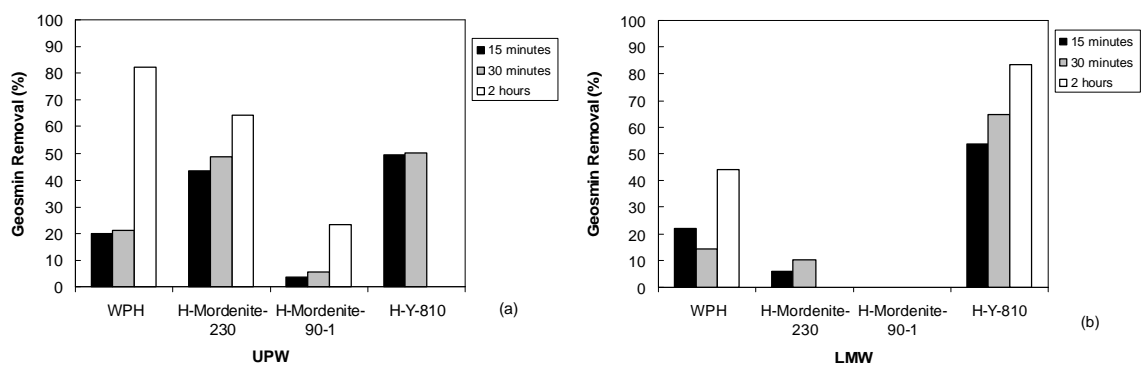 100
90
80
70
60
50
40
30
20
10
0
Geosmin Removal (%)
WPH
H-Mordenite-
230
H-Mordenite-
90-1
H-Y-810
UPW
(a)
15 minutes
30 minutes
2 hours
100
90
80
70
60
50
40
30
20
10
0
Geosmin Removal (%)
WPH
H-Mordenite-
230
H-Mordenite-
90-1
H-Y-810
LMW
(b)
15 minutes
30 minutes
2 hours